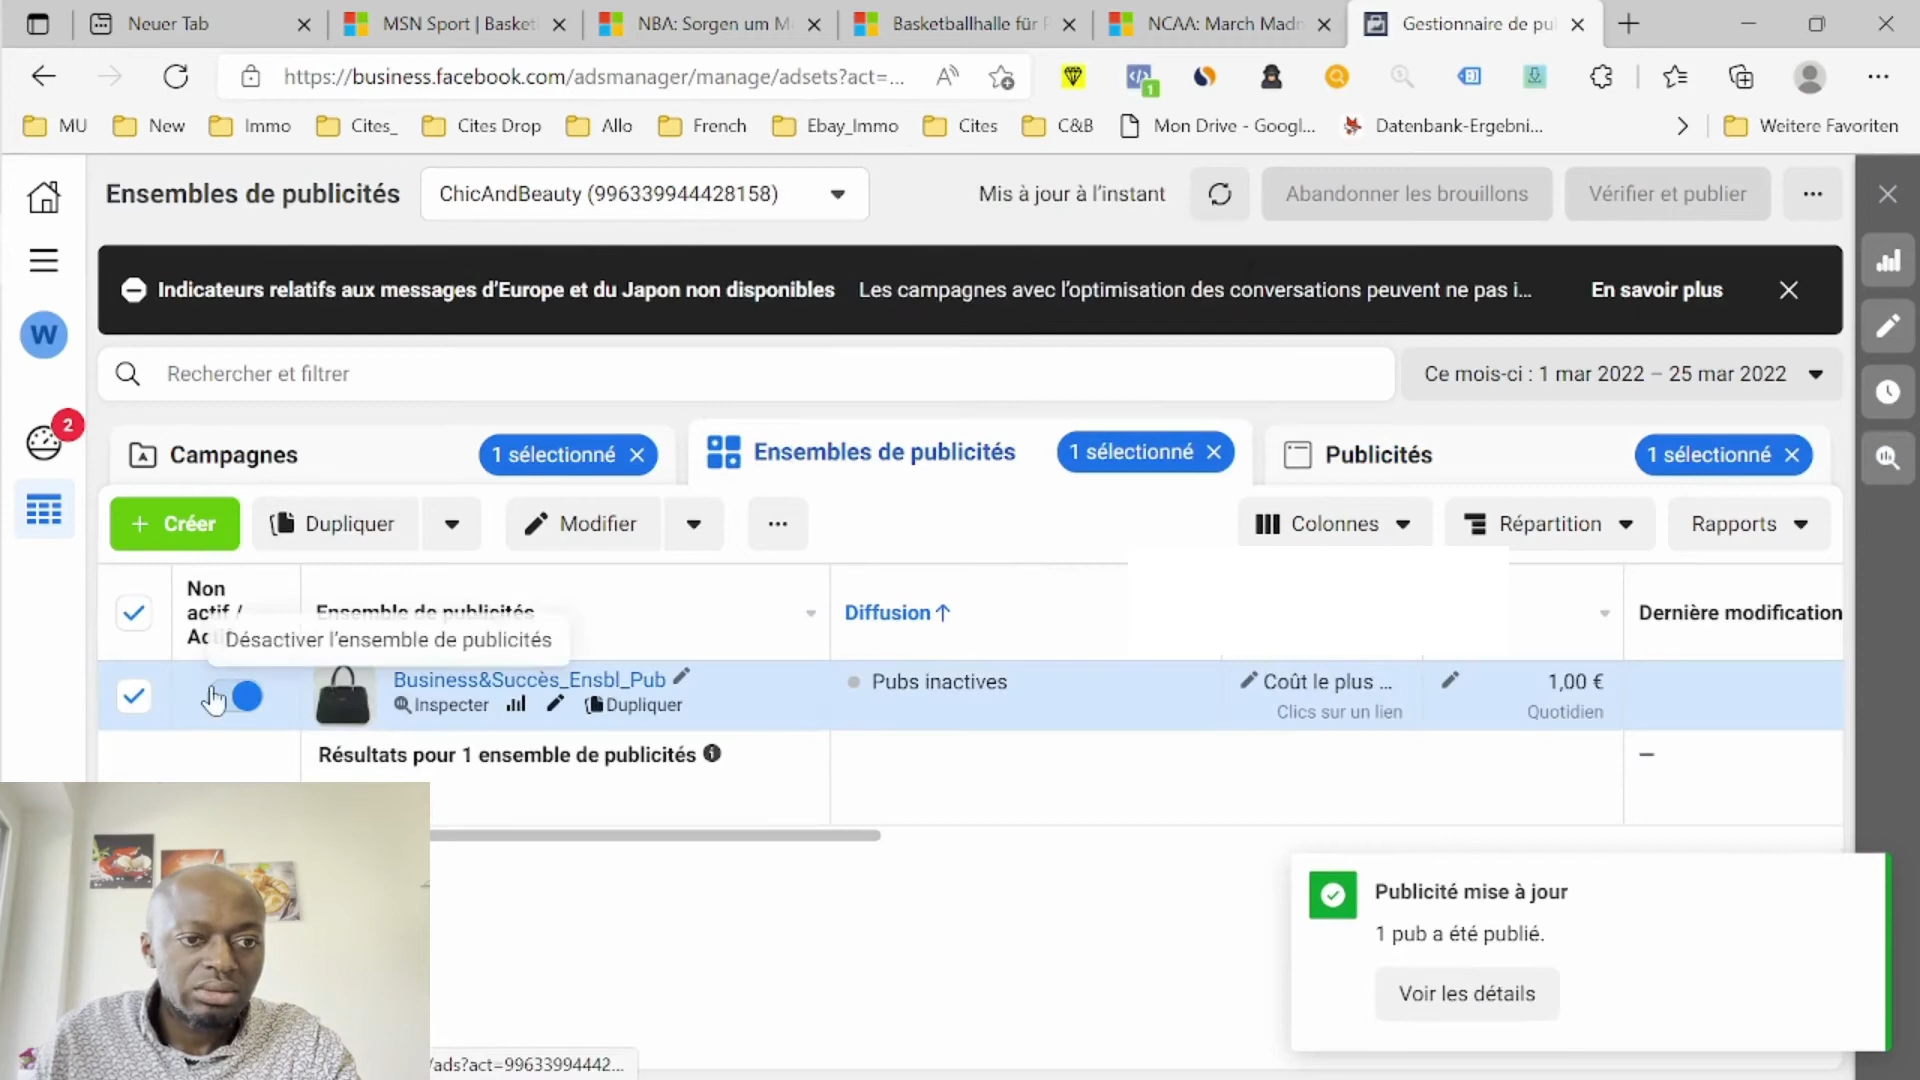 Neuer Tab
MSN Sport | Basket
NBA: Sorgen um M
Basketballhalle für
NCAA: March Madn
Gestionnaire de pu
https://business.facebook.com/adsmanager/manage/adsets?act=...
1
MU
New
Immo
Cites_
Cites Drop
Allo
French
Ebay_Immo
Cites
C&B
Mon Drive - Googl...
Datenbank-Ergebni...
Weitere Favoriten
Ensembles de publicités
ChicAndBeauty (996339944428158)
Mis à jour à l’instant
Abandonner les brouillons
Vérifier et publier
Indicateurs relatifs aux messages d’Europe et du Japon non disponibles
Les campagnes avec l’optimisation des conversations peuvent ne pas i...
En savoir plus
W
Rechercher et filtrer
Ce mois-ci : 1 mar 2022 – 25 mar 2022
2
Campagnes
1 sélectionné
Ensembles de publicités
1 sélectionné
Publicités
1 sélectionné
+ Créer
Dupliquer
Modifier
...
Colonnes
Répartition
Rapports
Non
actif /
Ac
Ensemble de publicités
Diffusion ↑
Dernière modification
Désactiver l’ensemble de publicités
Business&Succès_Ensbl_Pub
Inspecter
Dupliquer
Pubs inactives
Coût le plus ...
Clics sur un lien
1,00 €
Quotidien
Résultats pour 1 ensemble de publicités
—
Publicité mise à jour
1 pub a été publié.
Voir les détails
/ads?act=99633994442...